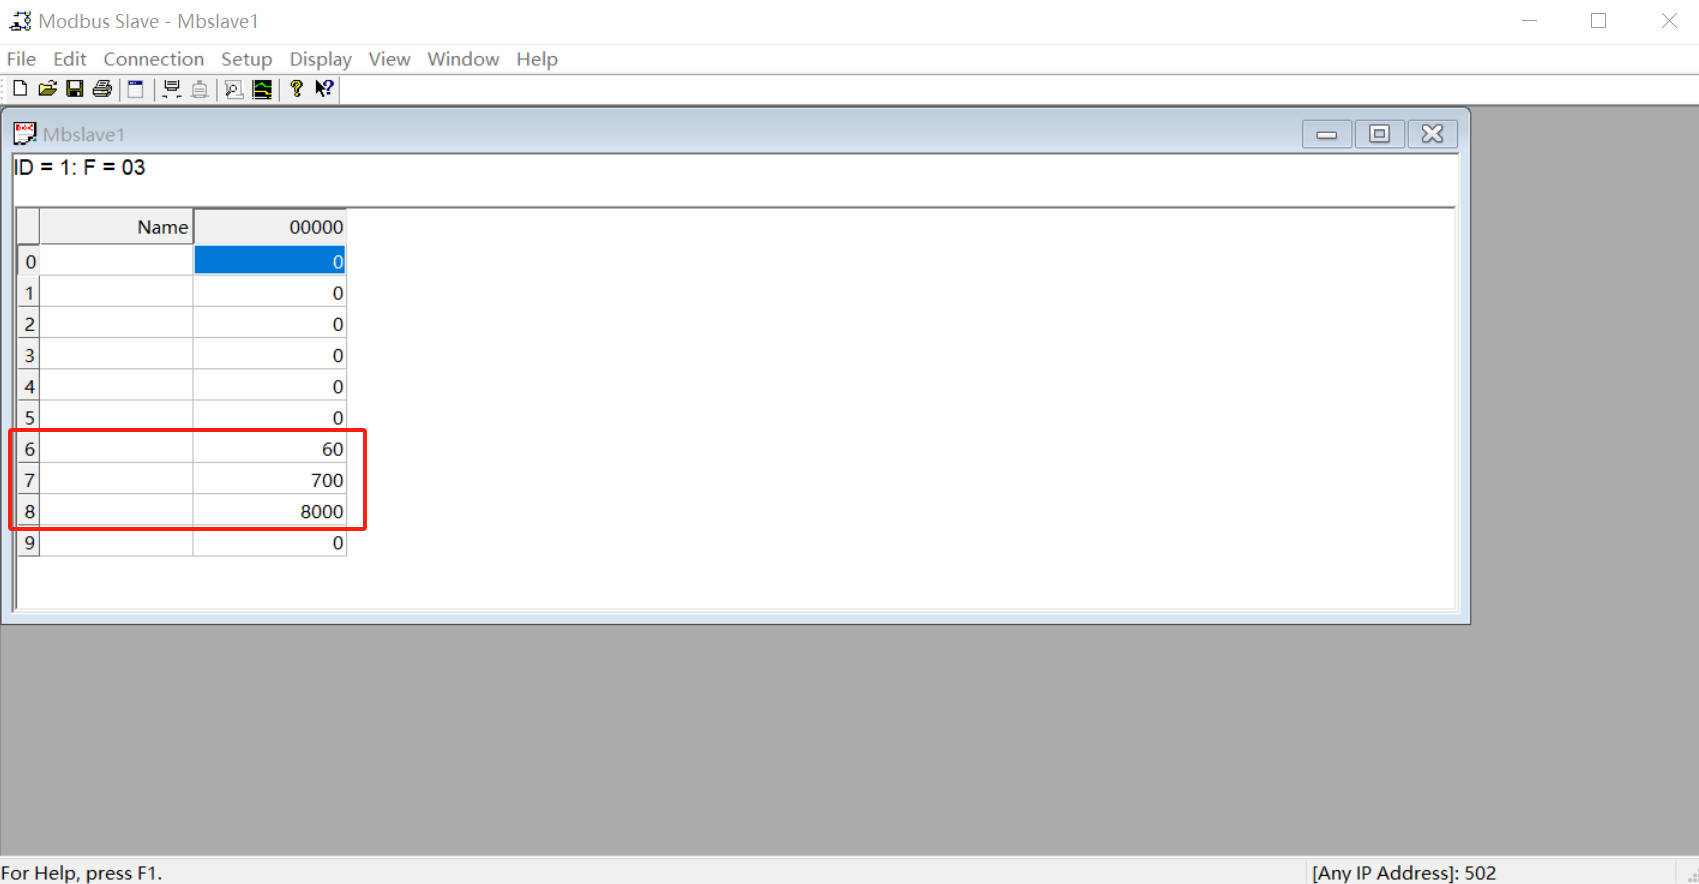 Modbus Slave - Mbslave1
File Edit Connection Setup Display View Window Help
Mbslave1
ID = 1: F = 03
Name 00000
0 0
1 0
2 0
3 0
4 0
5 0
6 60
7 700
8 8000
9 0
For Help, press F1. [Any IP Address]: 502